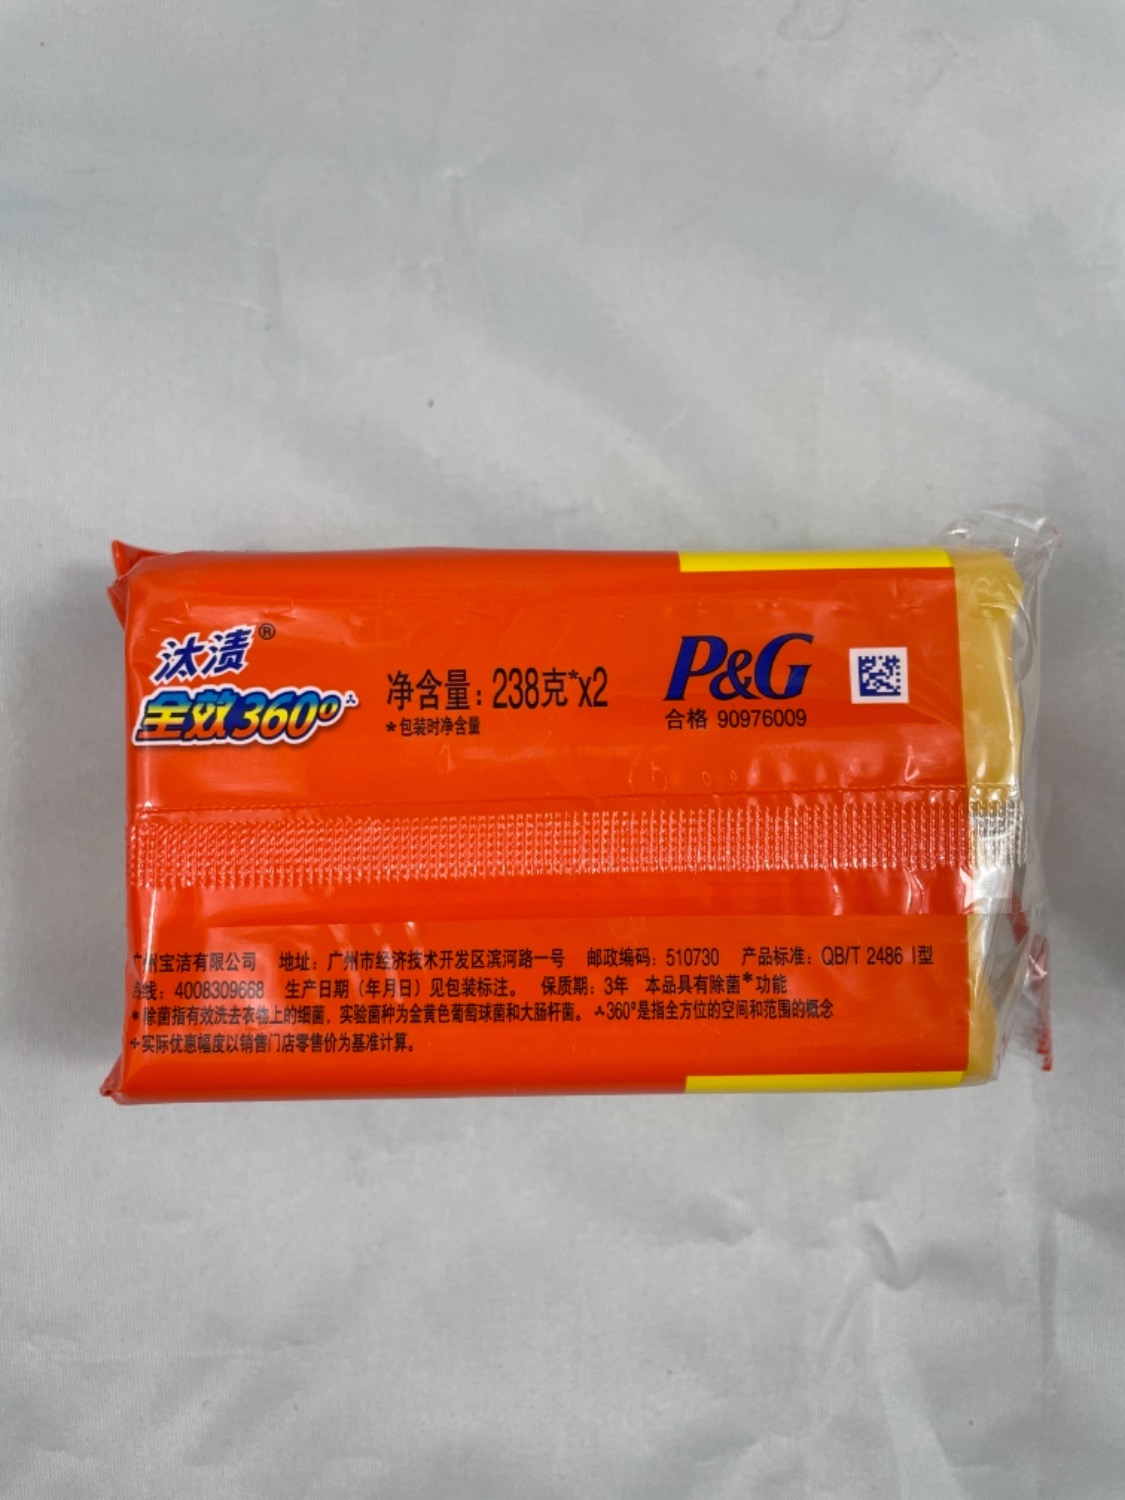 汰渍®
全效360°
净含量：238克*x2
*包装时净含量
P&G
合格 90976009
广州宝洁有限公司 地址：广州市经济技术开发区滨河路一号 邮政编码：510730 产品标准：QB/T 2486 I型
线：4008309668 生产日期（年月日）见包装标注。 保质期：3年 本品具有除菌*功能
*除菌指有效洗去衣物上的细菌，实验菌种为金黄色葡萄球菌和大肠杆菌。 ⁂360°是指全方位的空间和范围的概念
+实际优惠幅度以销售门店零售价为基准计算。